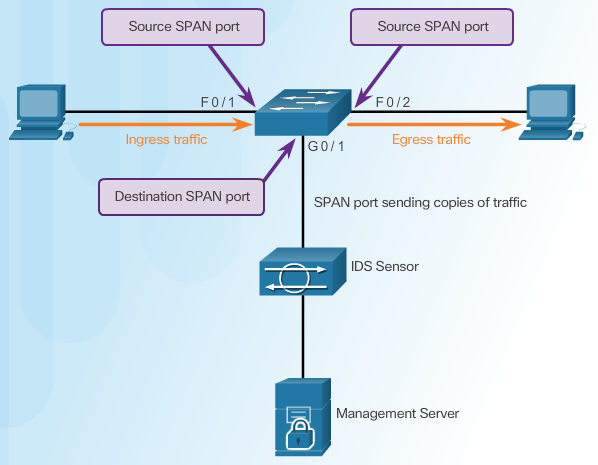 Source SPAN port
Source SPAN port
F0/1
F0/2
Ingress traffic
Egress traffic
G0/1
Destination SPAN port
SPAN port sending copies of traffic
IDS Sensor
Management Server